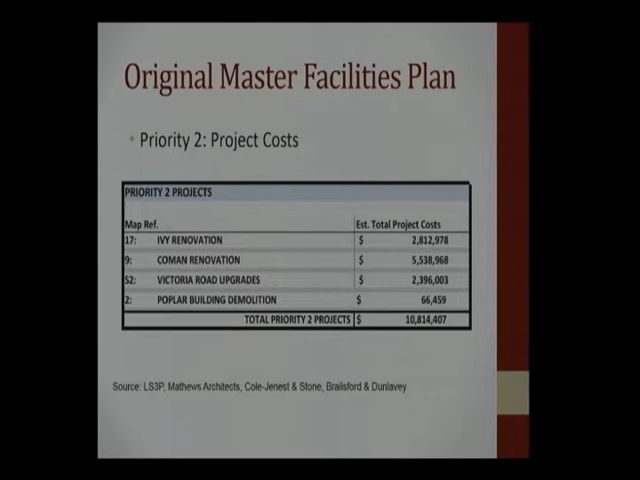 Original Master Facilities Plan
• Priority 2: Project Costs
PRIORITY 2 PROJECTS
Map Ref. Est. Total Project Costs
17: IVY RENOVATION $ 2,812,978
9: COMAN RENOVATION $ 5,538,968
S2: VICTORIA ROAD UPGRADES $ 2,396,003
2: POPLAR BUILDING DEMOLITION $ 66,459
TOTAL PRIORITY 2 PROJECTS $ 10,814,407
Source: LS3P, Mathews Architects, Cole-Jenest & Stone, Brailsford & Dunlavey